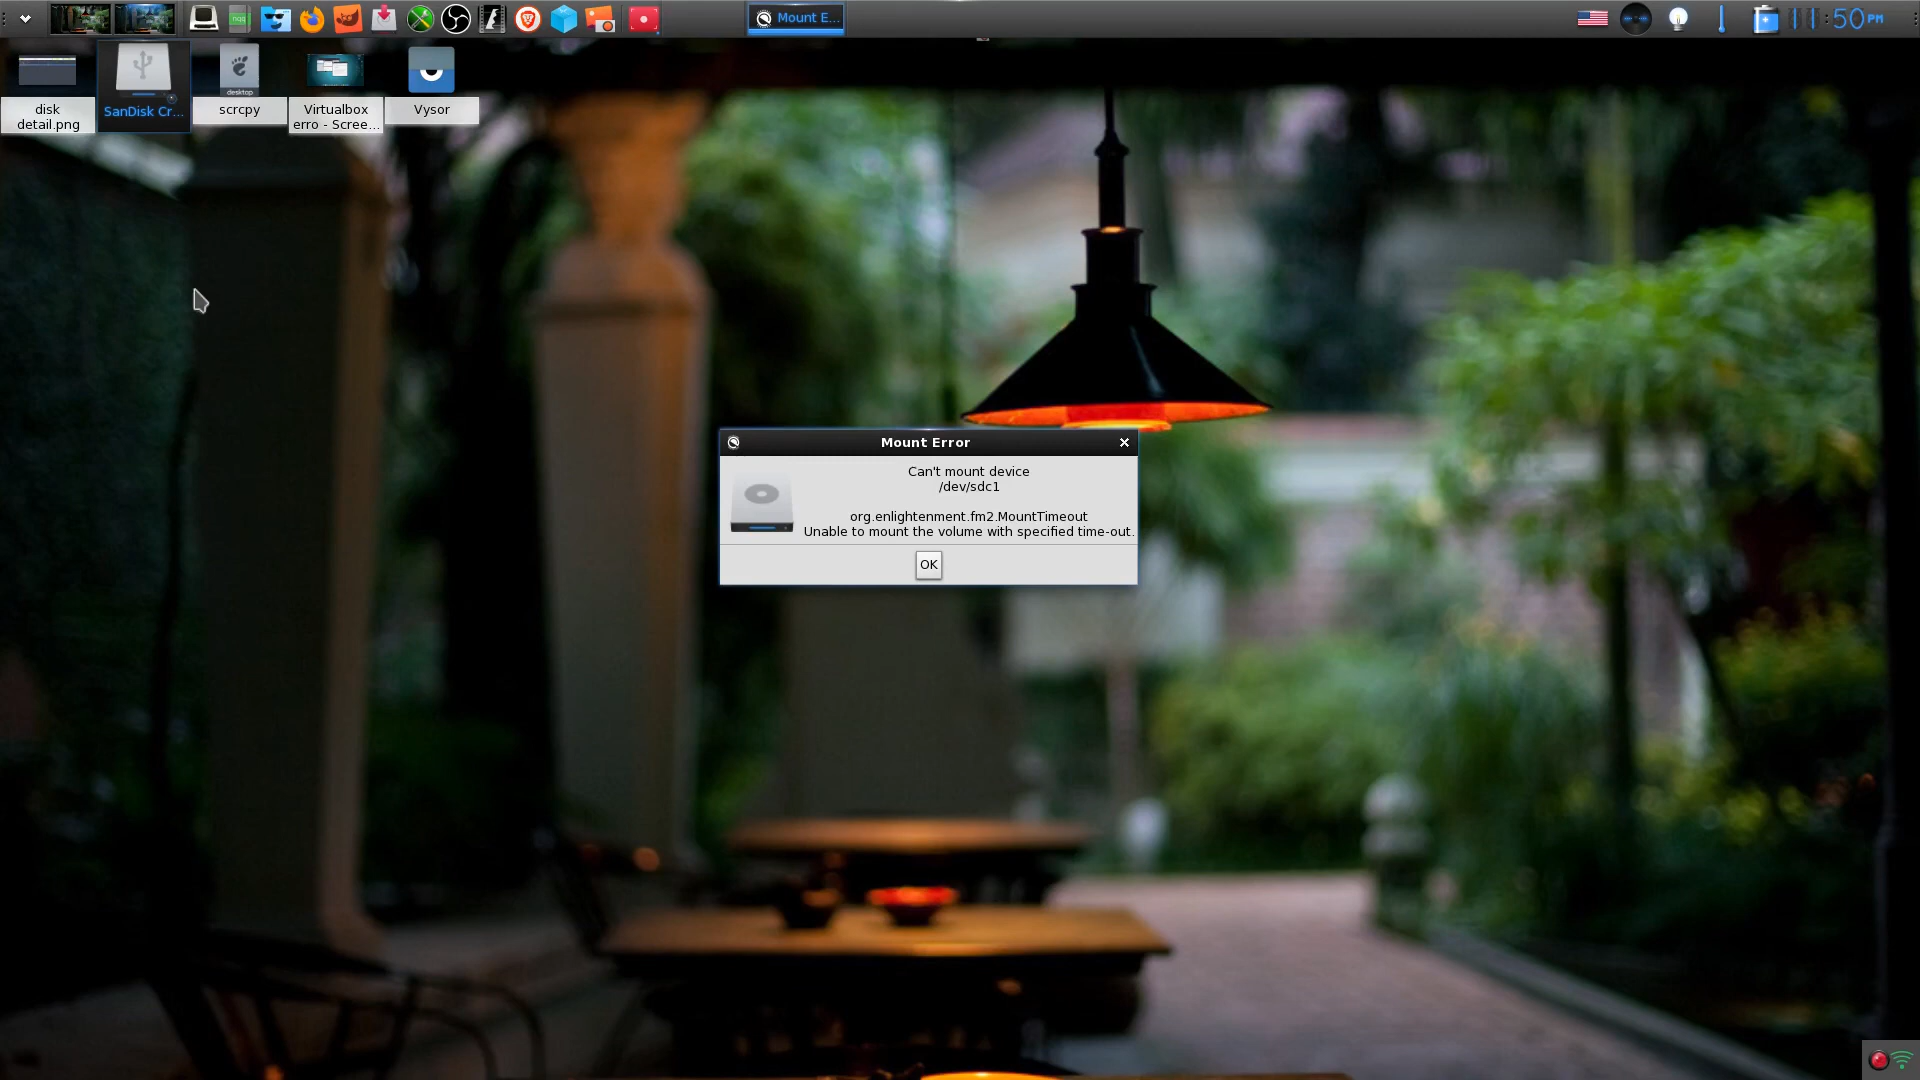 Mount E...
11:50PM
disk
detail.png
SanDisk Cr...
desktop
scrcpy
Virtualbox
erro - Scree...
Vysor
Mount Error
Can't mount device
/dev/sdc1
org.enlightenment.fm2.MountTimeout
Unable to mount the volume with specified time-out.
OK